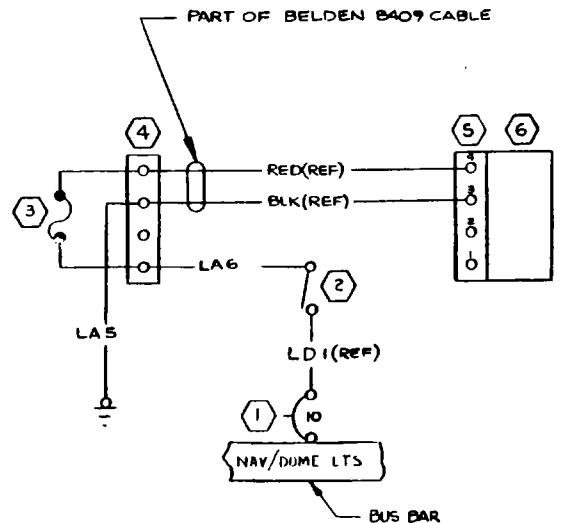 PART OF BELDEN 8409 CABLE
4
5
6
RED(REF)
4
3
BLK(REF)
3
2
LA6
1
2
LA5
LD1(REF)
1
10
NAV/DOME LTS
BUS BAR